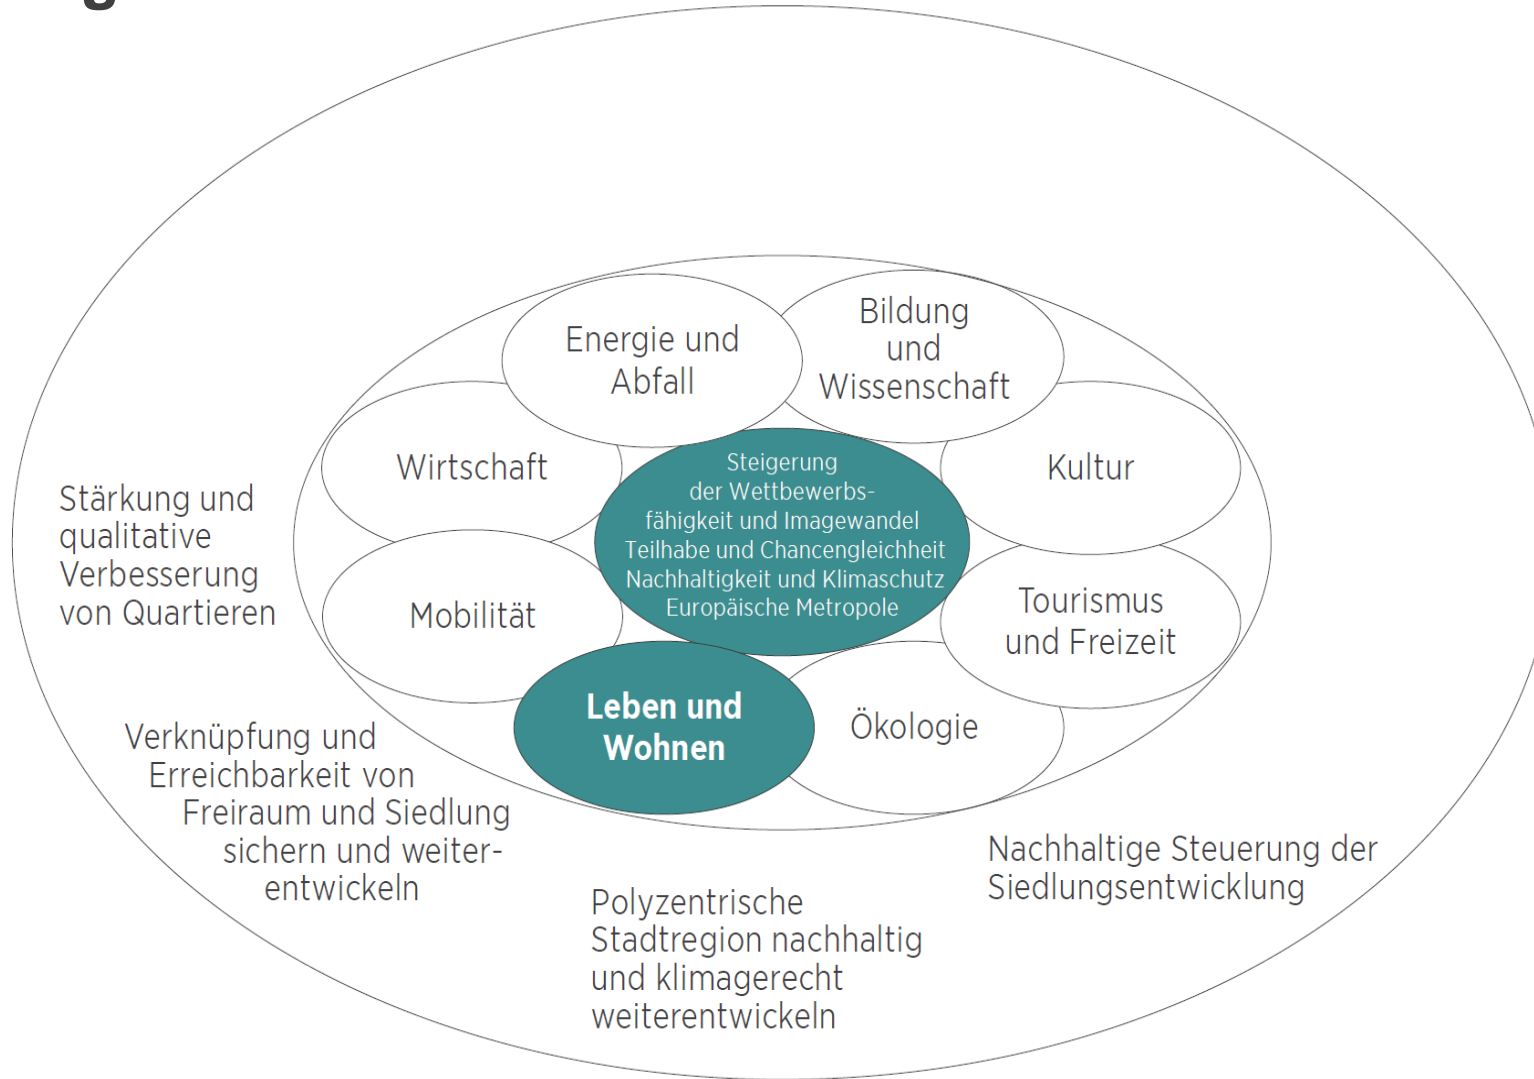 g
Energie und
Abfall
Bildung
und
Wissenschaft
Wirtschaft
Kultur
Steigerung
der Wettbewerbs-
fähigkeit und Imagewandel
Teilhabe und Chancengleichheit
Nachhaltigkeit und Klimaschutz
Europäische Metropole
Mobilität
Tourismus
und Freizeit
Leben und
Wohnen
Ökologie
Stärkung und
qualitative
Verbesserung
von Quartieren
Verknüpfung und
Erreichbarkeit von
Freiraum und Siedlung
sichern und weiter-
entwickeln
Polyzentrische
Stadtregion nachhaltig
und klimagerecht
weiterentwickeln
Nachhaltige Steuerung der
Siedlungsentwicklung